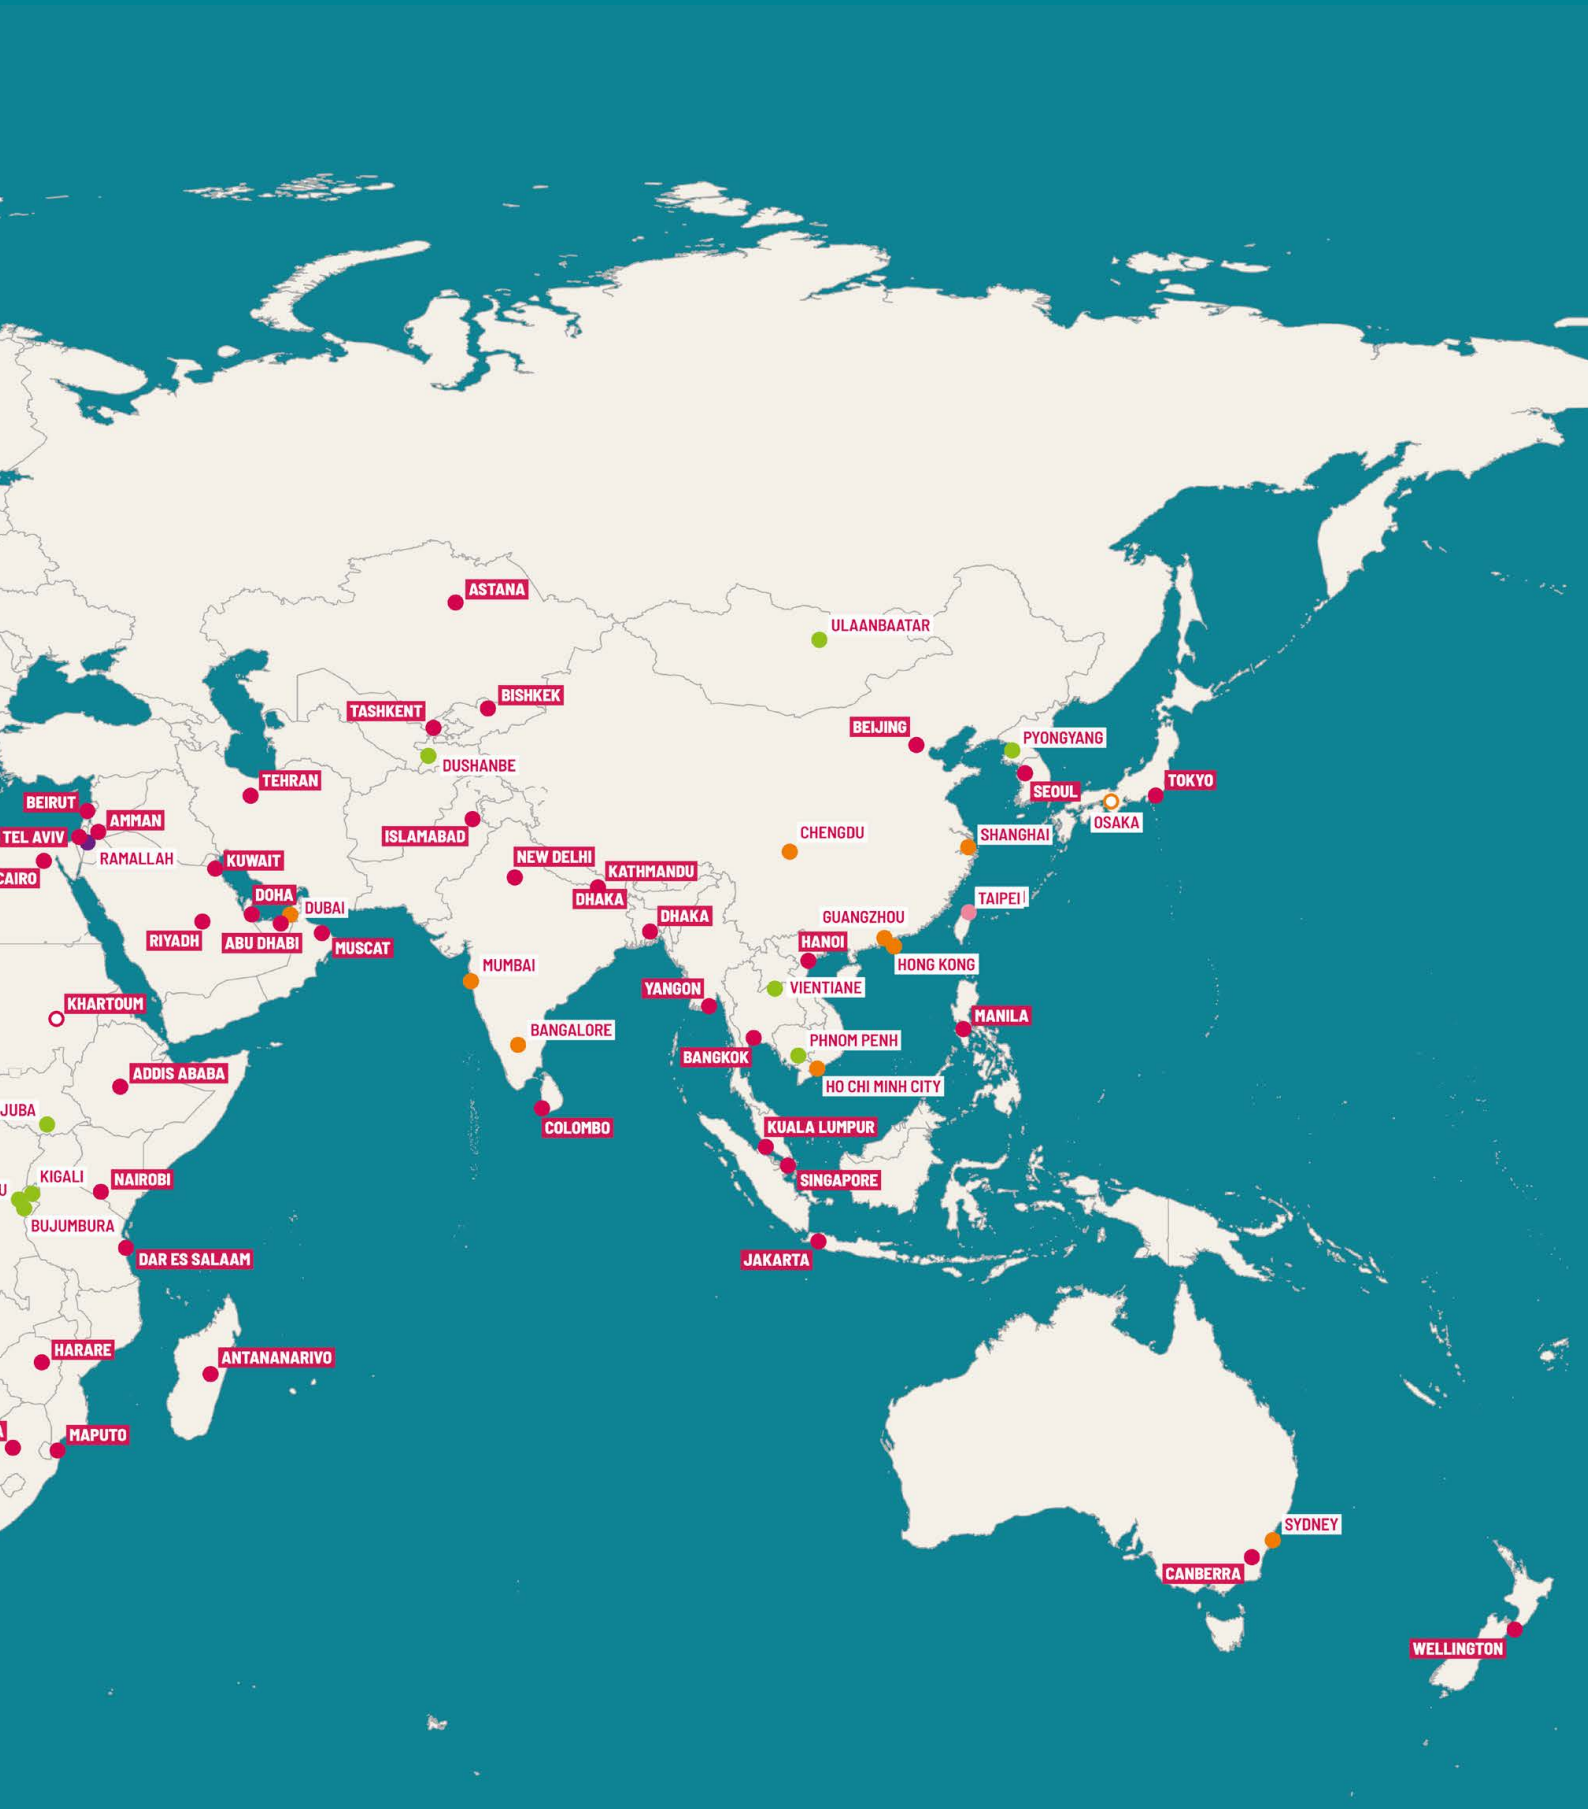 ASTANA
ULAANBAATAR
BISHKEK
TASHKENT
BEIJING
PYONGYANG
DUSHANBE
TEHRAN
TOKYO
SEOUL
BEIRUT
AMMAN
OSAKA
TEL AVIV
ISLAMABAD
CHENGDU
SHANGHAI
RAMALLAH
NEW DELHI
KUWAIT
KATHMANDU
CAIRO
DOHA
DHAKA
TAIPEI
DUBAI
DHAKA
GUANGZHOU
RIYADH
ABU DHABI
MUSCAT
HANOI
HONG KONG
MUMBAI
YANGON
VIENTIANE
KHARTOUM
MANILA
BANGALORE
PHNOM PENH
BANGKOK
ADDIS ABABA
HO CHI MINH CITY
JUBA
COLOMBO
KUALA LUMPUR
KIGALI
NAIROBI
SINGAPORE
U
BUJUMBURA
DAR ES SALAAM
JAKARTA
HARARE
ANTANANARIVO
A
MAPUTO
SYDNEY
CANBERRA
WELLINGTON